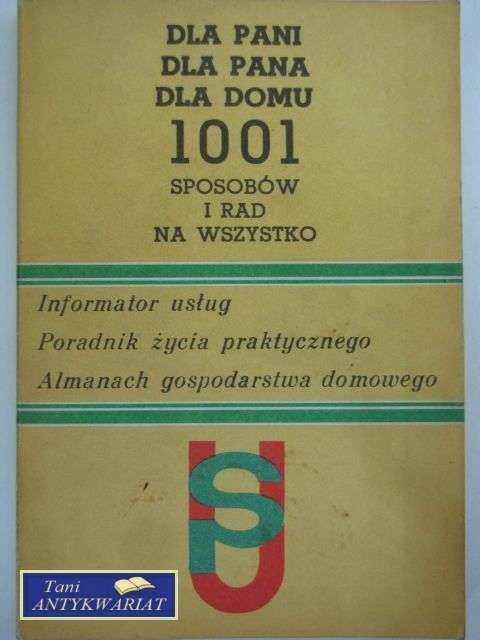 DLA PANI
DLA PANA
DLA DOMU
1001
SPOSOBÓW
I RAD
NA WSZYSTKO
Informator usług
Poradnik życia praktycznego
Almanach gospodarstwa domowego
USP
Tani
ANTYKWARIAT